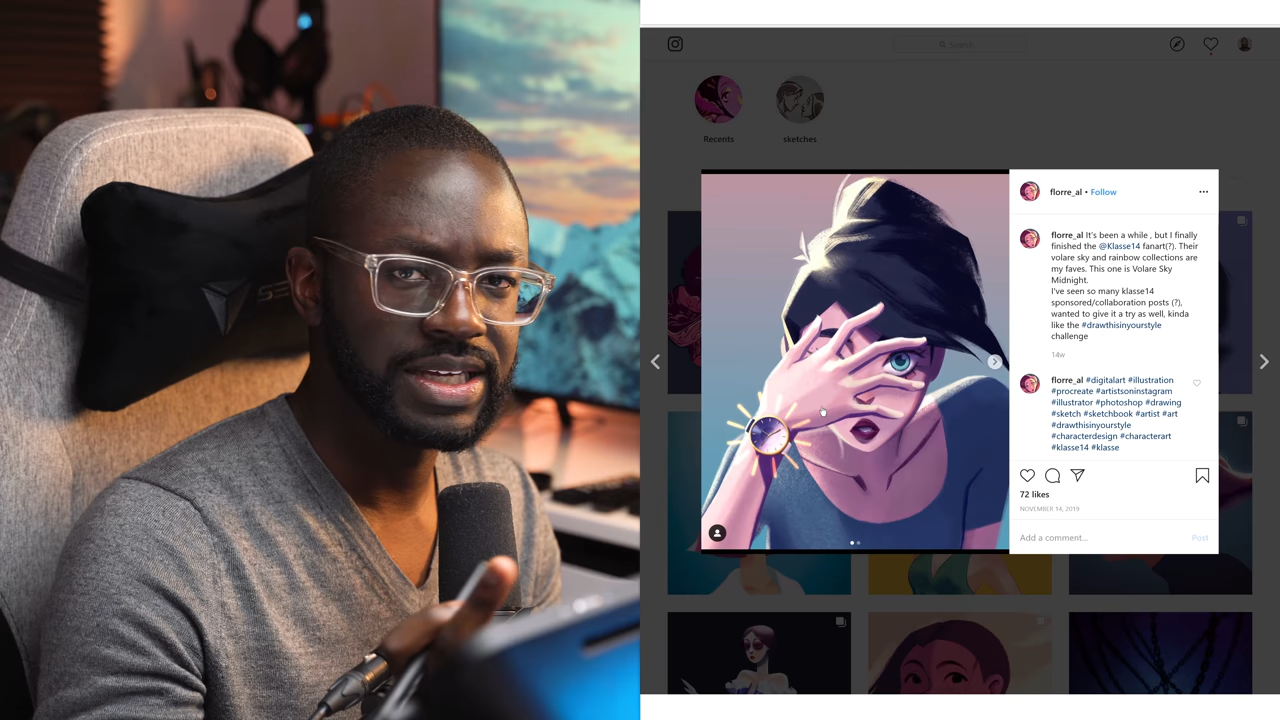 Search
Recents
sketches
florre_al • Follow
florre_al It's been a while , but I finally
finished the @Klasse14 fanart(?). Their
volare sky and rainbow collections are
my faves. This one is Volare Sky
Midnight.
I've seen so many klasse14
sponsored/collaboration posts (?),
wanted to give it a try as well, kinda
like the #drawthisinyourstyle
challenge
14w
florre_al #digitalart #illustration
#procreate #artistsoninstagram
#illustrator #photoshop #drawing
#sketch #sketchbook #artist #art
#drawthisinyourstyle
#characterdesign #characterart
#klasse14 #klasse
72 likes
NOVEMBER 14, 2019
Add a comment...
Post